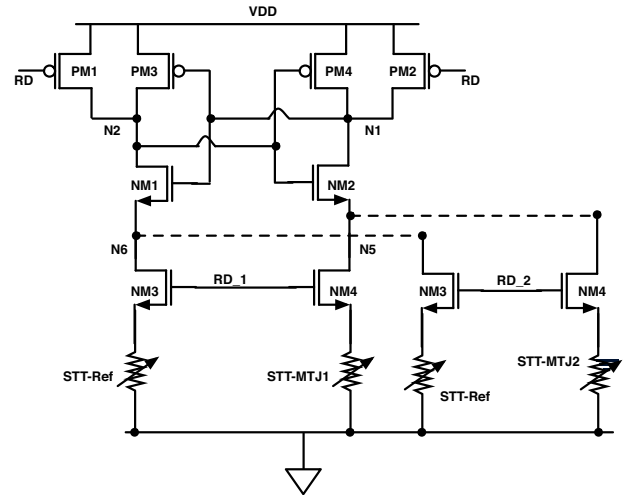 VDD
PM1
PM3
PM4
PM2
RD
RD
N2
N1
NM1
NM2
N6
N5
NM3
RD_1
NM4
NM3
RD_2
NM4
STT-Ref
STT-MTJ1
STT-Ref
STT-MTJ2